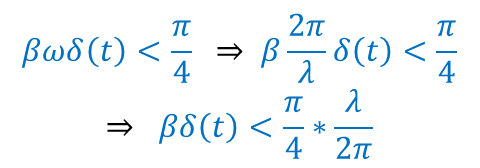 βωδ(t) < π/4 ⇒ β 2π/λ δ(t) < π/4
⇒ βδ(t) < π/4 * λ/2π